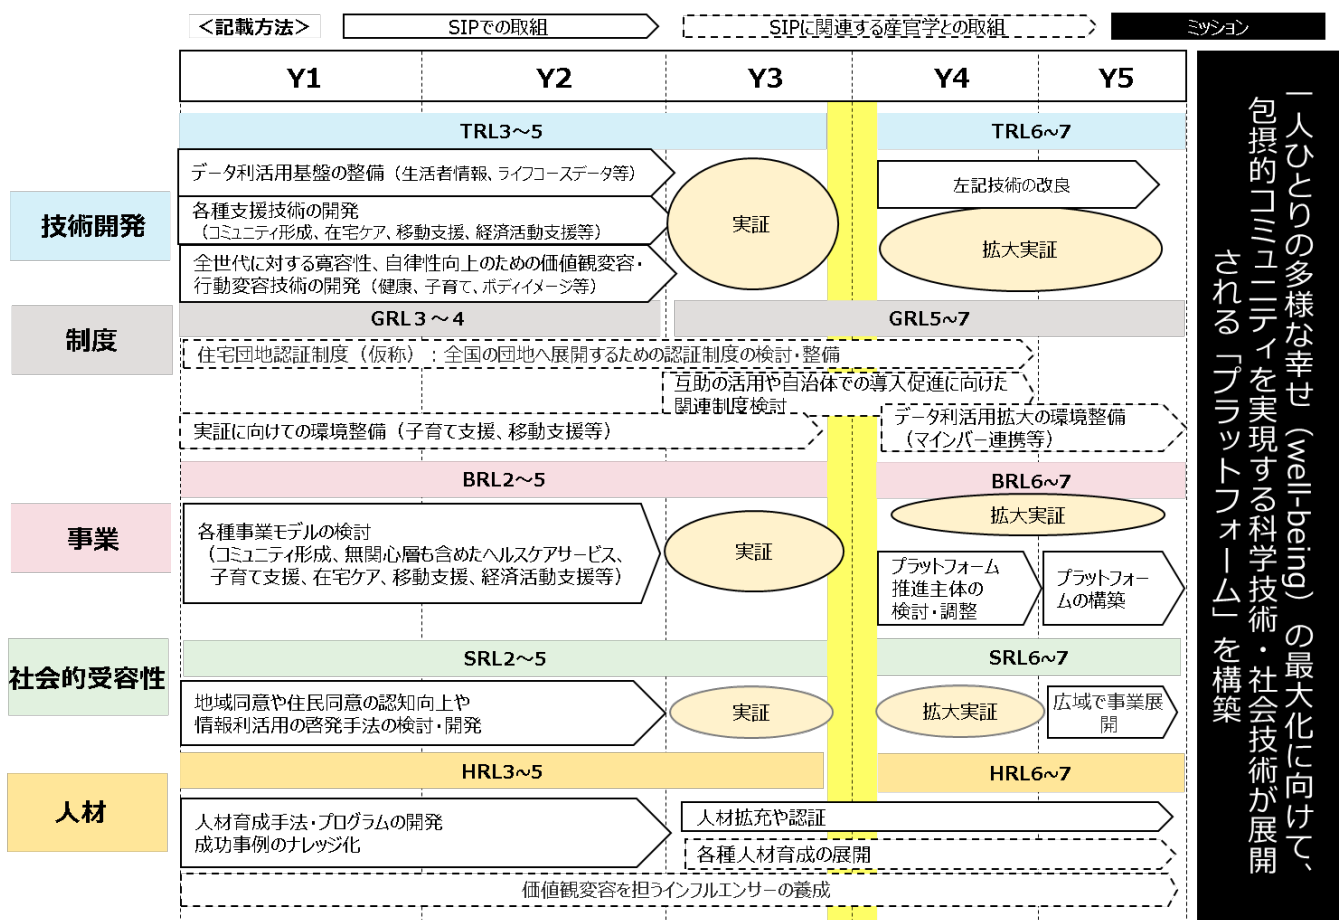 <記載方法>
SIPでの取組
SIPに関連する産官学との取組
ミッション
Y1
Y2
Y3
Y4
Y5
技術開発
TRL3～5
TRL6~7
データ利活用基盤の整備（生活者情報、ライフコースデータ等）
各種支援技術の開発
（コミュニティ形成、在宅ケア、移動支援、経済活動支援等）
全世代に対する寛容性、自律性向上のための価値観変容・
行動変容技術の開発（健康、子育て、ボディイメージ等）
実証
左記技術の改良
拡大実証
制度
GRL３～４
GRL5~7
住宅団地認証制度（仮称）：全国の団地へ展開するための認証制度の検討・整備
互助の活用や自治体での導入促進に向けた
関連制度検討
実証に向けての環境整備（子育て支援、移動支援等）
データ利活用拡大の環境整備
（マインバー連携等）
事業
BRL2～5
BRL6~7
各種事業モデルの検討
（コミュニティ形成、無関心層も含めたヘルスケアサービス、
子育て支援、在宅ケア、移動支援、経済活動支援等）
実証
拡大実証
プラットフォーム
推進主体の
検討・調整
プラットフォー
ムの構築
社会的受容性
SRL2～5
SRL6~7
地域同意や住民同意の認知向上や
情報利活用の啓発手法の検討・開発
実証
拡大実証
広域で事業展
開
人材
HRL3~5
HRL6~7
人材育成手法・プログラムの開発
成功事例のナレッジ化
人材拡充や認証
各種人材育成の展開
価値観変容を担うインフルエンサーの養成
一人ひとりの多様な幸せ（well-being）の最大化に向けて、
包摂的コミュニティを実現する科学技術・社会技術が展開
される「プラットフォーム」を構築